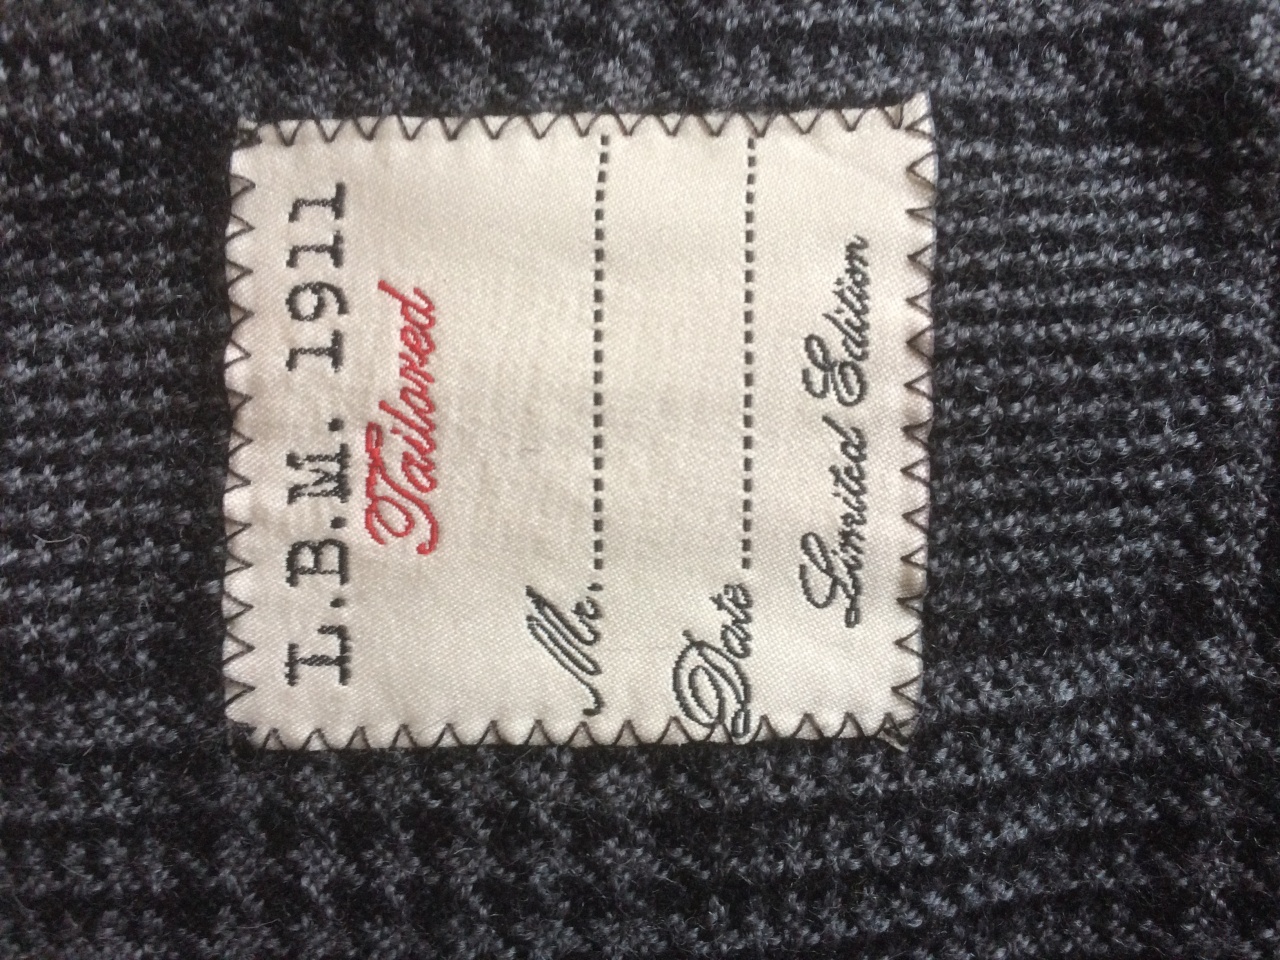 L.B.M. 1911
Tailored
Mr.
Date
Limited Edition